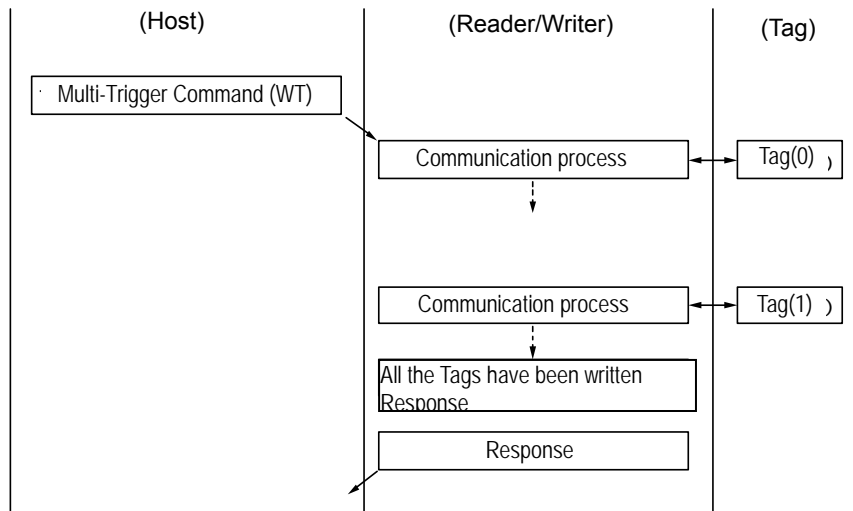 (Host)
(Reader/Writer)
(Tag)
Multi-Trigger Command (WT)
Communication process
Tag(0) )
Communication process
Tag(1) )
All the Tags have been written
Response
Response